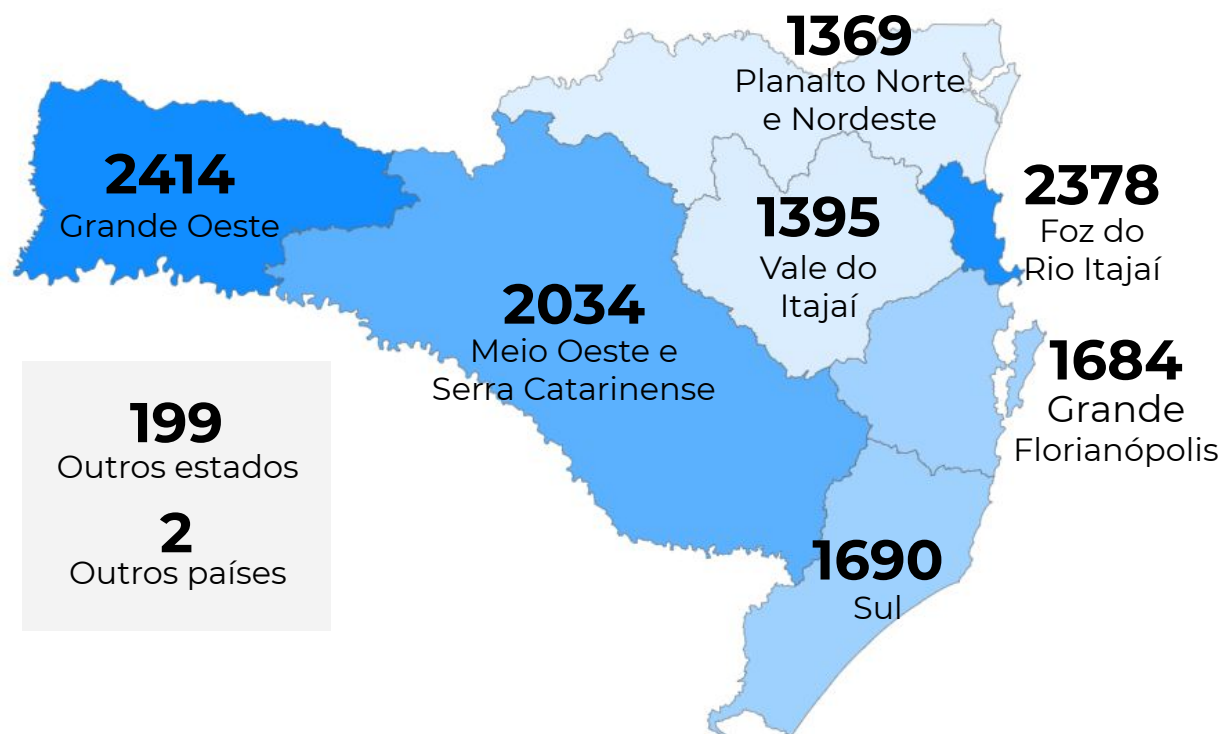 1369
Planalto Norte
e Nordeste
2414
Grande Oeste
1395
Vale do
Itajaí
2378
Foz do
Rio Itajaí
2034
Meio Oeste e
Serra Catarinense
1684
Grande
Florianópolis
199
Outros estados
2
Outros países
1690
Sul